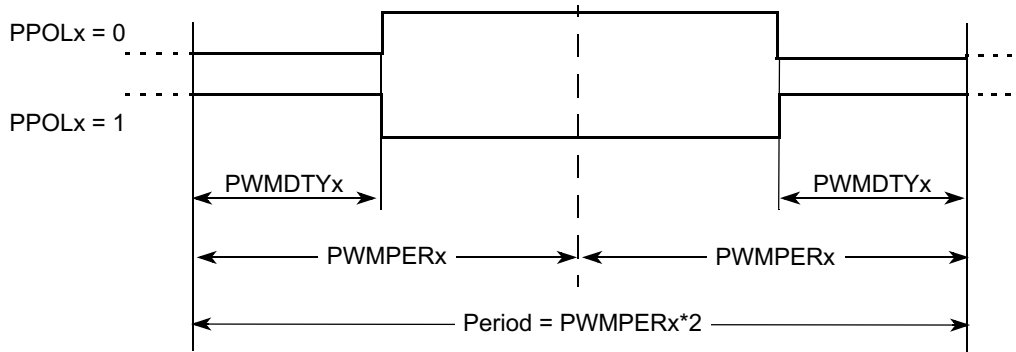 PPOLx = 0
PPOLx = 1
PWMDTYx
PWMDTYx
PWMPERx
PWMPERx
Period = PWMPERx*2